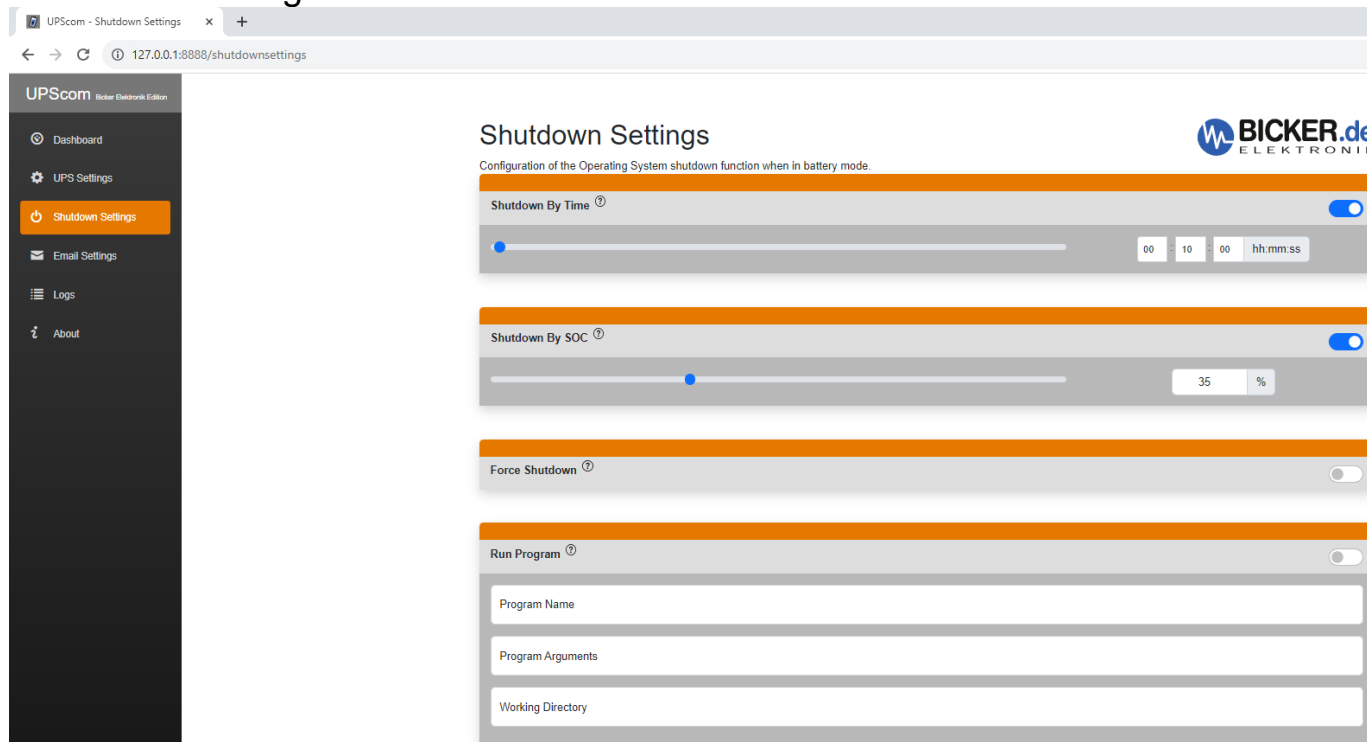 UPScom - Shutdown Settings
127.0.0.1:8888/shutdownsettings
UPScom Bicker Elektronik Edition
Dashboard
UPS Settings
Shutdown Settings
Email Settings
Logs
About
Shutdown Settings
BICKER.de
ELEKTRONI
Configuration of the Operating System shutdown function when in battery mode.
Shutdown By Time ?
00 : 10 : 00 hh:mm:ss
Shutdown By SOC ?
35 %
Force Shutdown ?
Run Program ?
Program Name
Program Arguments
Working Directory